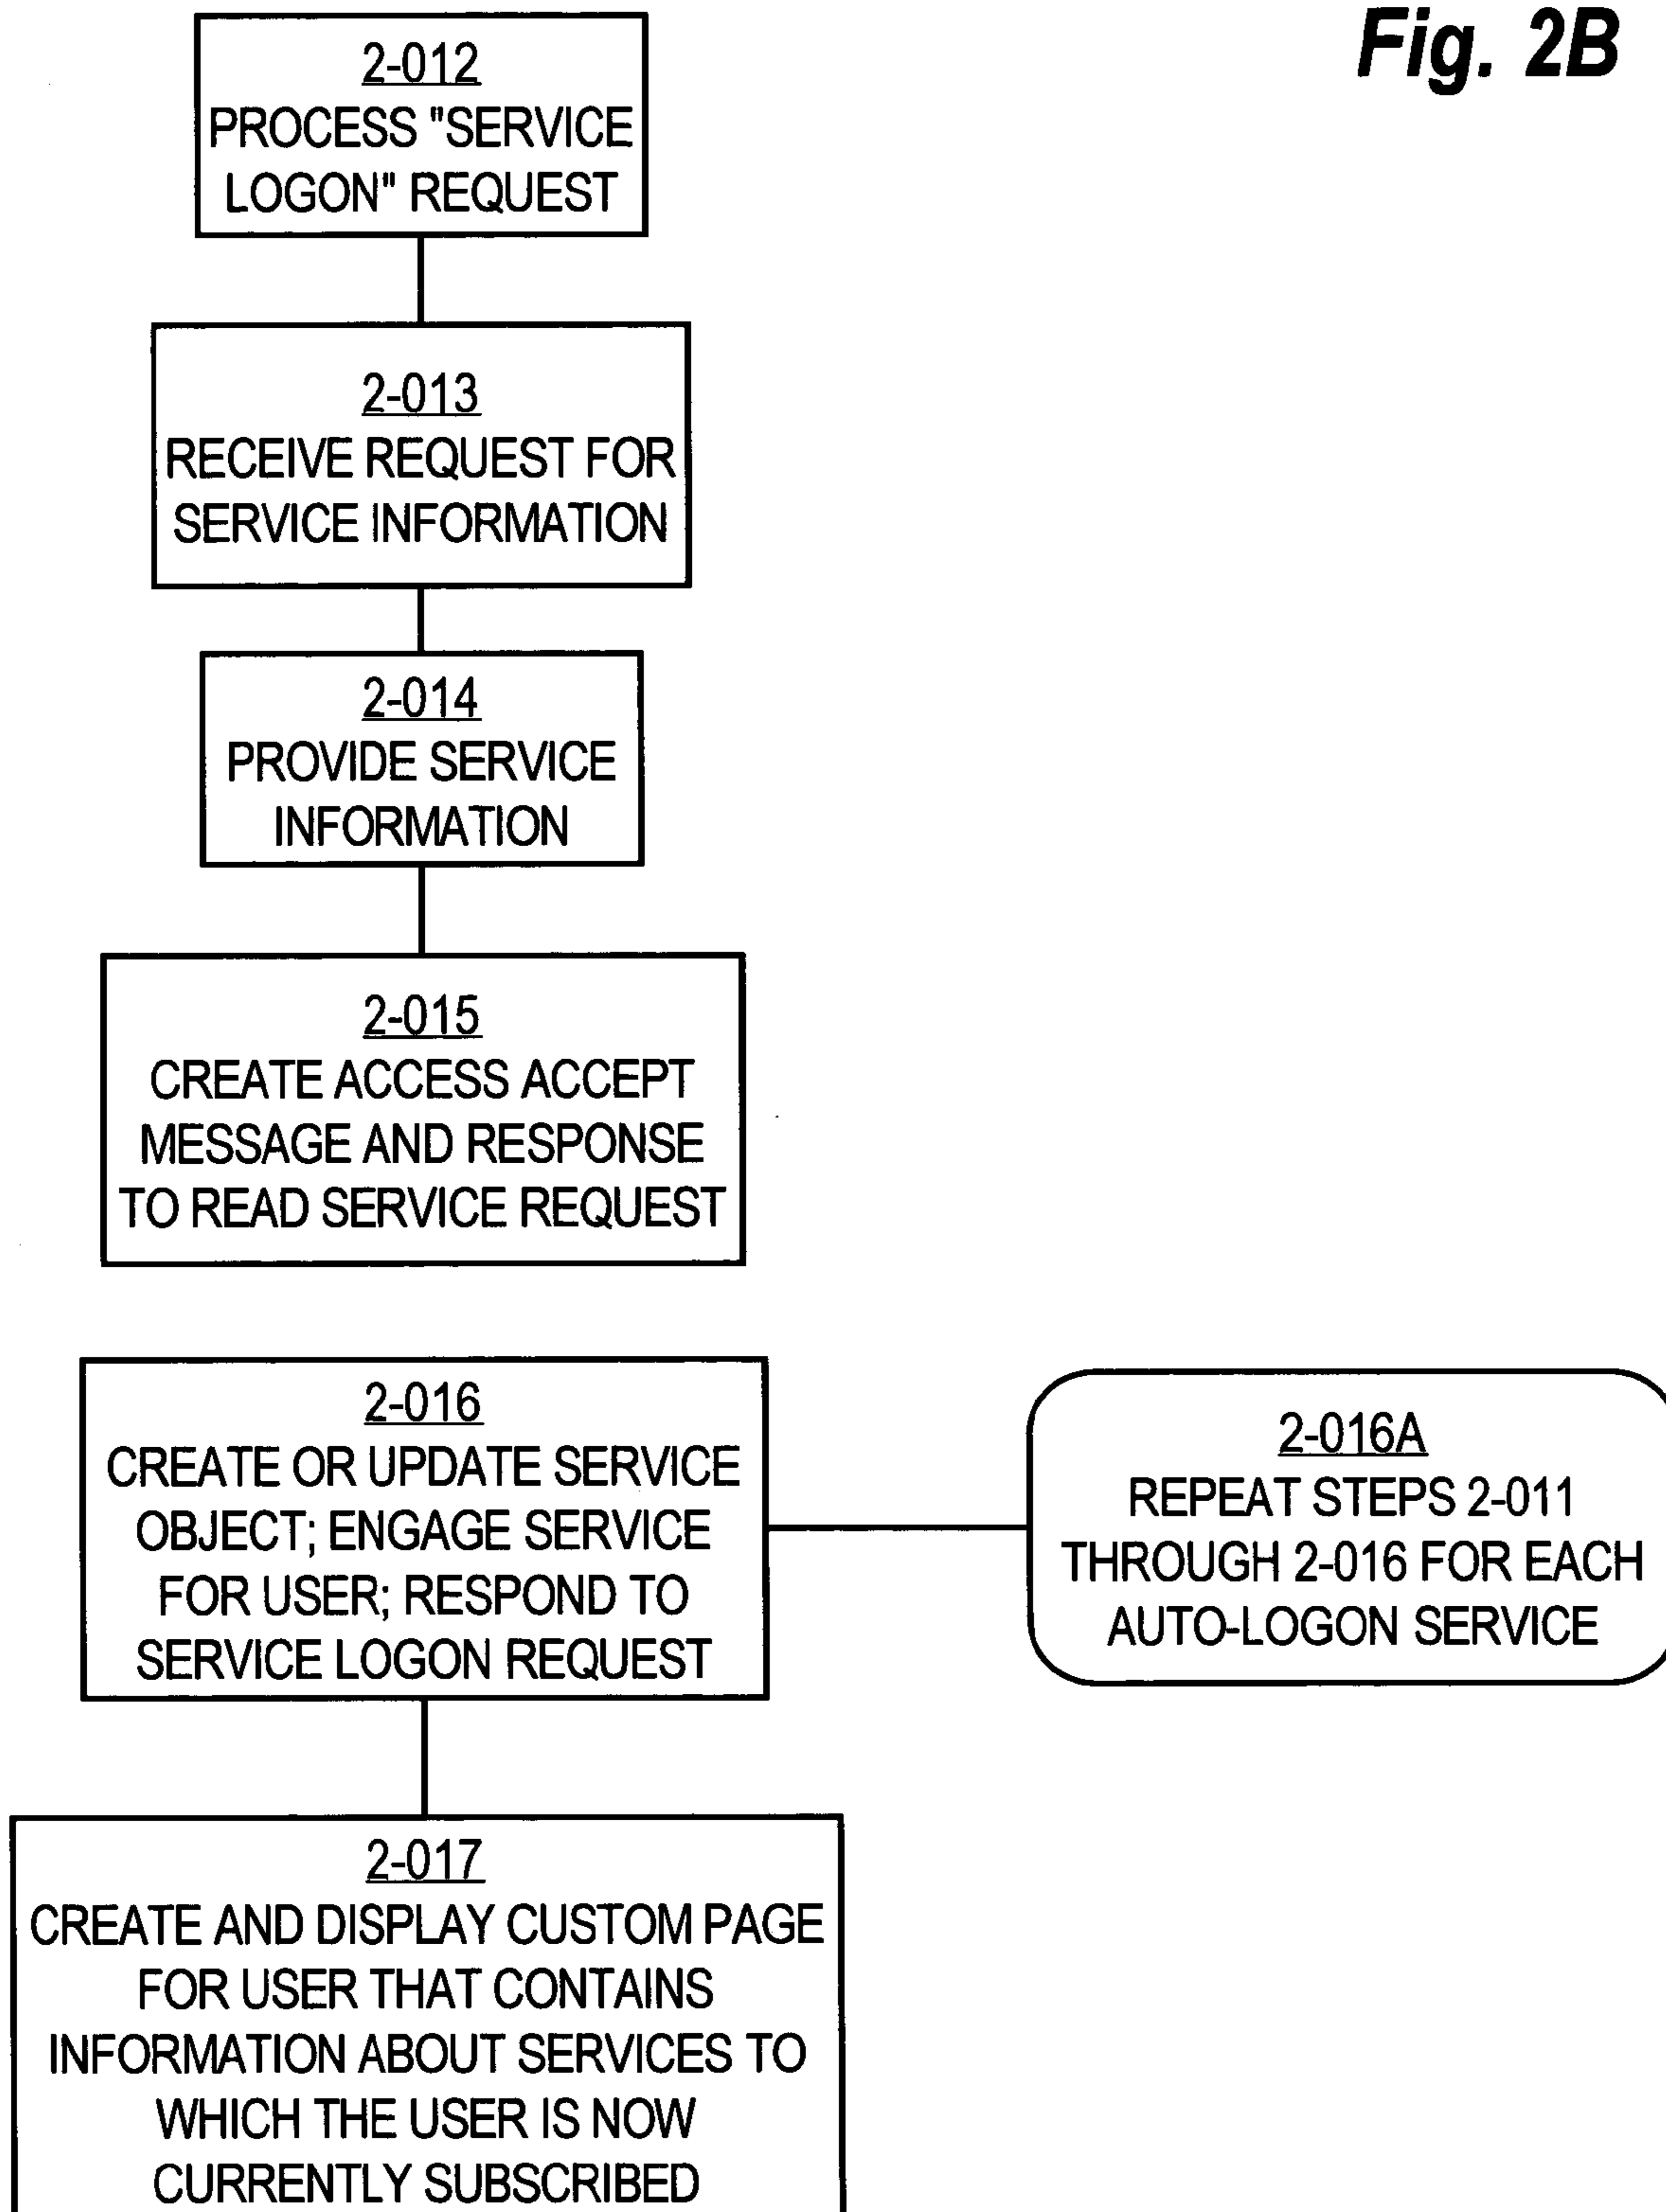 Fig. 2B
2-012
PROCESS "SERVICE
LOGON" REQUEST
2-013
RECEIVE REQUEST FOR
SERVICE INFORMATION
2-014
PROVIDE SERVICE
INFORMATION
2-015
CREATE ACCESS ACCEPT
MESSAGE AND RESPONSE
TO READ SERVICE REQUEST
2-016
CREATE OR UPDATE SERVICE
OBJECT; ENGAGE SERVICE
FOR USER; RESPOND TO
SERVICE LOGON REQUEST
2-016A
REPEAT STEPS 2-011
THROUGH 2-016 FOR EACH
AUTO-LOGON SERVICE
2-017
CREATE AND DISPLAY CUSTOM PAGE
FOR USER THAT CONTAINS
INFORMATION ABOUT SERVICES TO
WHICH THE USER IS NOW
CURRENTLY SUBSCRIBED